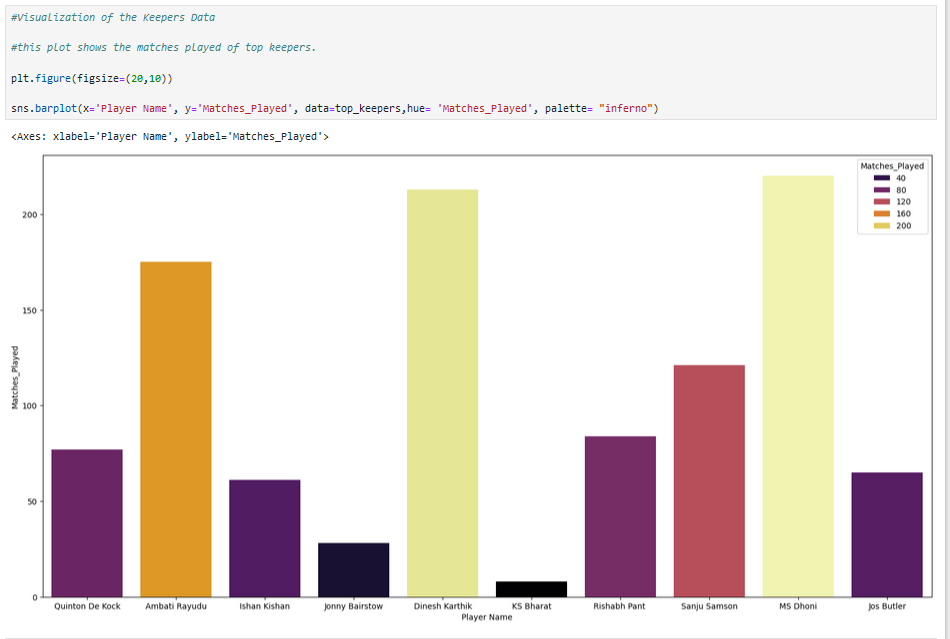 #Visualization of the Keepers Data
#this plot shows the matches played of top keepers.
plt.figure(figsize=(20,10))
sns.barplot(x='Player Name', y='Matches_Played', data=top_keepers,hue= 'Matches_Played', palette= "inferno")
<Axes: xlabel='Player Name', ylabel='Matches_Played'>
Matches_Played
40
80
120
160
200
200
150
100
50
0
Matches_Played
Quinton De Kock Ambati Rayudu Ishan Kishan Jonny Bairstow Dinesh Karthik KS Bharat Rishabh Pant Sanju Samson MS Dhoni Jos Butler
Player Name